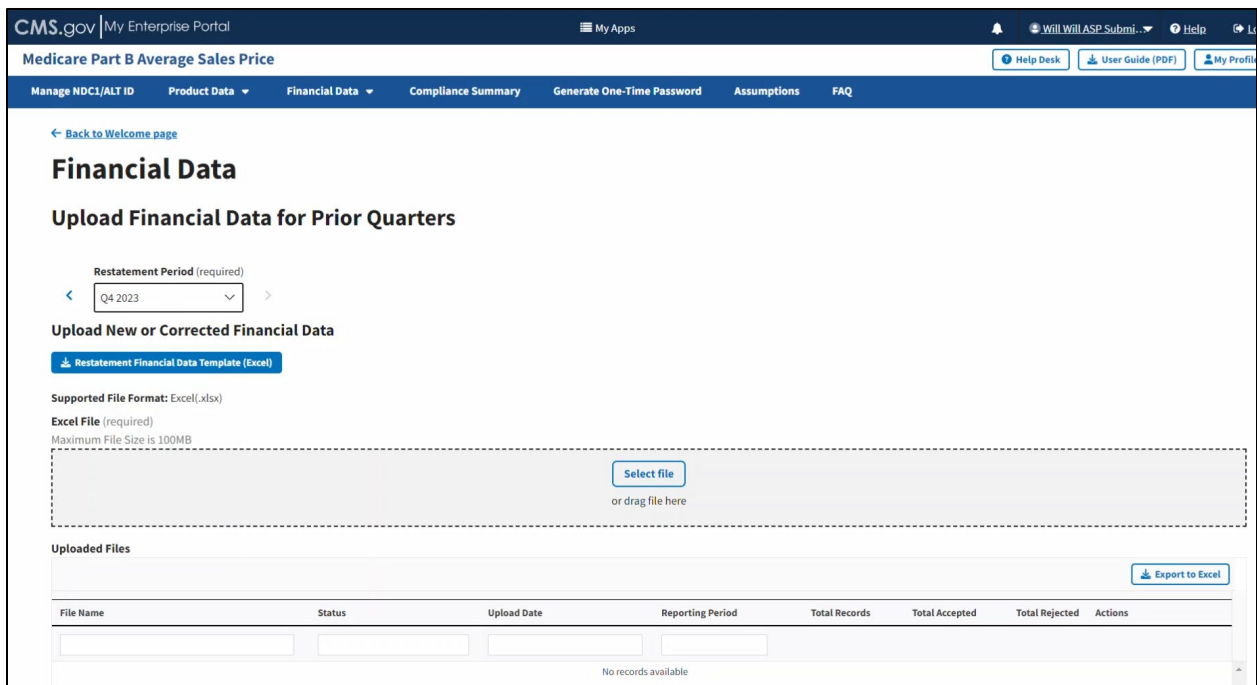 CMS.gov My Enterprise Portal My Apps Will Will ASP Submi... Help
Medicare Part B Average Sales Price Help Desk User Guide (PDF) My Profile
Manage NDC1/ALT ID Product Data Financial Data Compliance Summary Generate One-Time Password Assumptions FAQ
Back to Welcome page
Financial Data
Upload Financial Data for Prior Quarters
Restatement Period (required)
Q4 2023
Upload New or Corrected Financial Data
Restatement Financial Data Template (Excel)
Supported File Format: Excel(.xlsx)
Excel File (required)
Maximum File Size is 100MB
Select file
or drag file here
Uploaded Files
Export to Excel
File Name Status Upload Date Reporting Period Total Records Total Accepted Total Rejected Actions
No records available